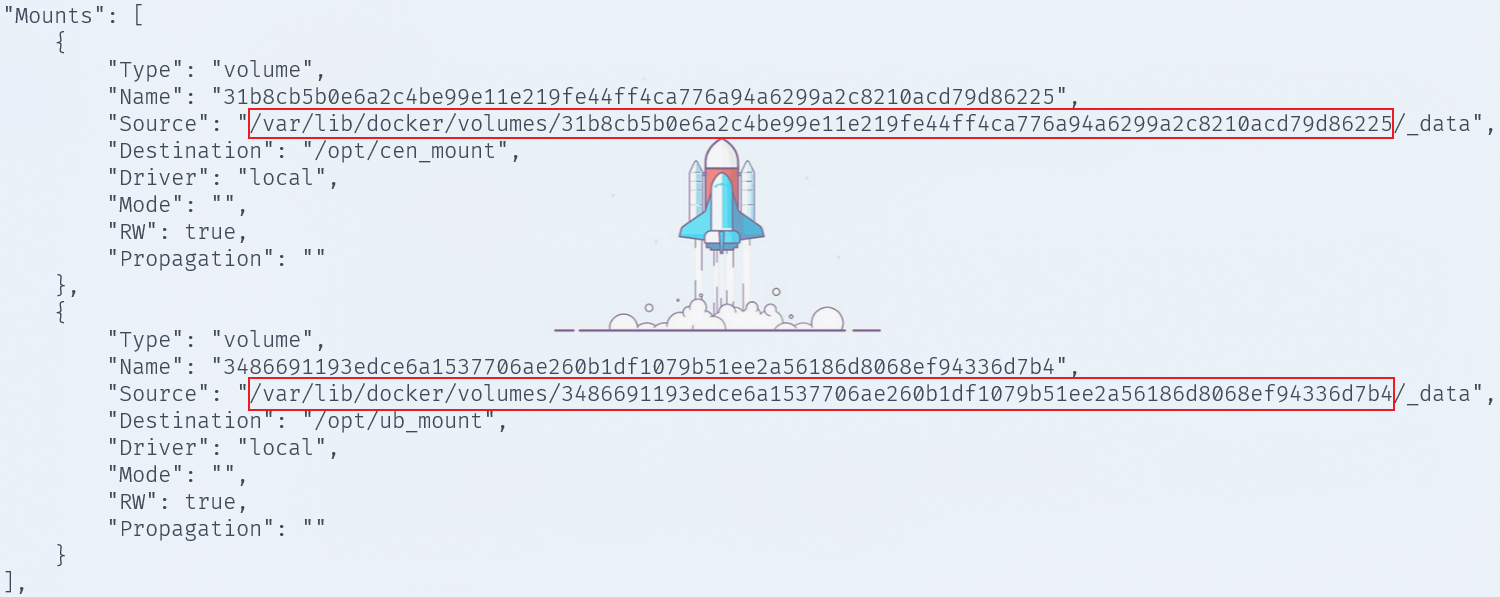 "Mounts": [
    {
        "Type": "volume",
        "Name": "31b8cb5b0e6a2c4be99e11e219fe44ff4ca776a94a6299a2c8210acd79d86225",
        "Source": "/var/lib/docker/volumes/31b8cb5b0e6a2c4be99e11e219fe44ff4ca776a94a6299a2c8210acd79d86225/_data",
        "Destination": "/opt/cen_mount",
        "Driver": "local",
        "Mode": "",
        "RW": true,
        "Propagation": ""
    },
    {
        "Type": "volume",
        "Name": "3486691193edce6a1537706ae260b1df1079b51ee2a56186d8068ef94336d7b4",
        "Source": "/var/lib/docker/volumes/3486691193edce6a1537706ae260b1df1079b51ee2a56186d8068ef94336d7b4/_data",
        "Destination": "/opt/ub_mount",
        "Driver": "local",
        "Mode": "",
        "RW": true,
        "Propagation": ""
    }
],